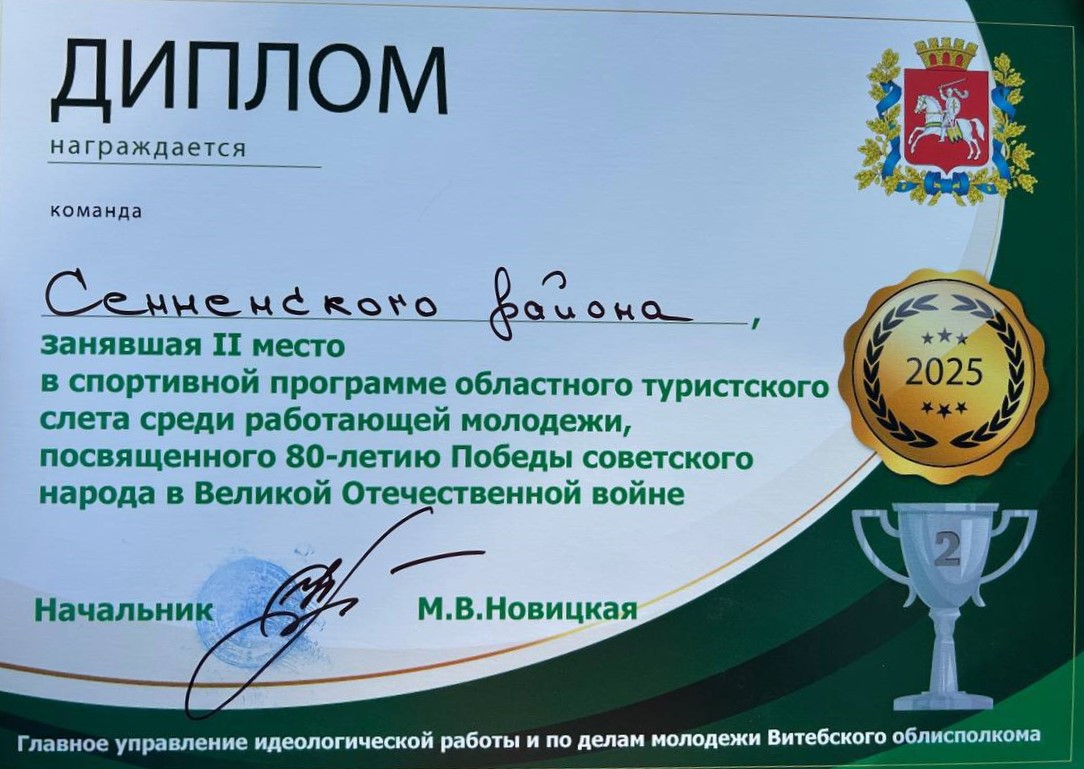 ДИПЛОМ
награждается
команда
Сенненского района,
занявшая II место
в спортивной программе областного туристского
слета среди работающей молодежи,
посвященного 80-летию Победы советского
народа в Великой Отечественной войне
2025
2
Начальник М.В.Новицкая
Главное управление идеологической работы и по делам молодежи Витебского облисполкома